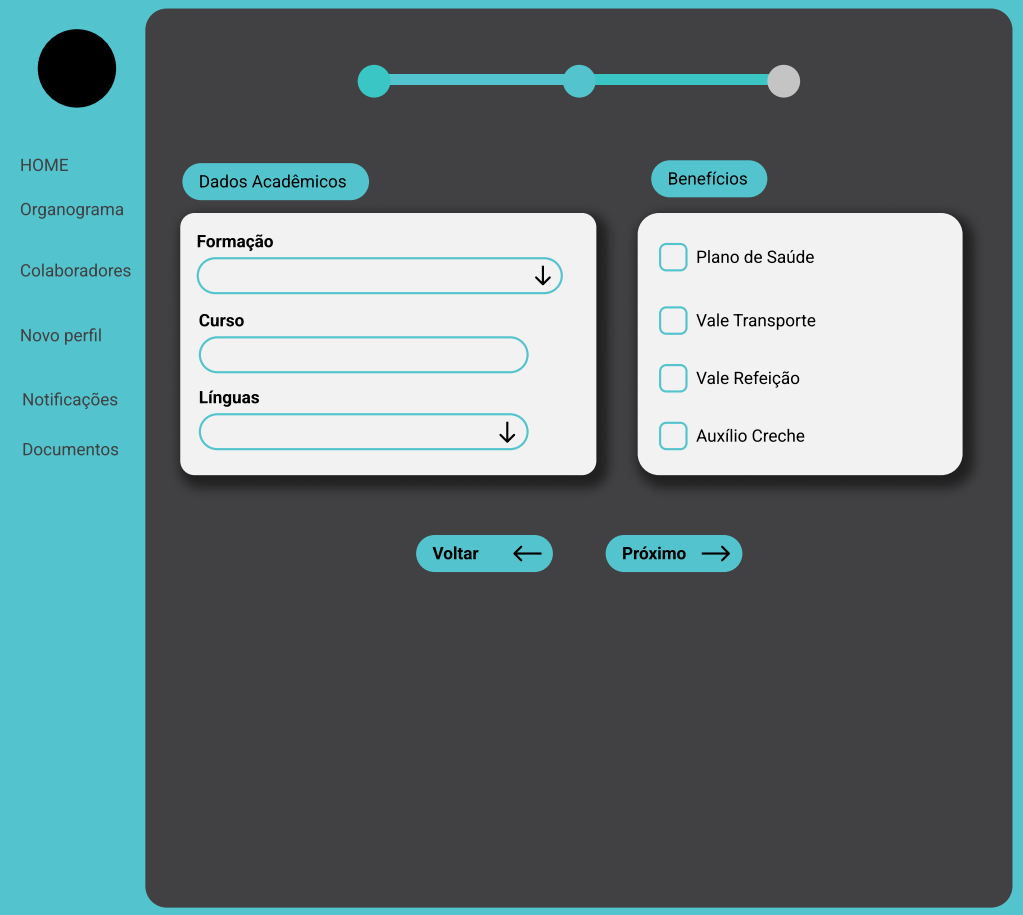 HOME
Organograma
Colaboradores
Novo perfil
Notificações
Documentos
Dados Acadêmicos
Formação
Curso
Línguas
Benefícios
Plano de Saúde
Vale Transporte
Vale Refeição
Auxílio Creche
Voltar
Próximo